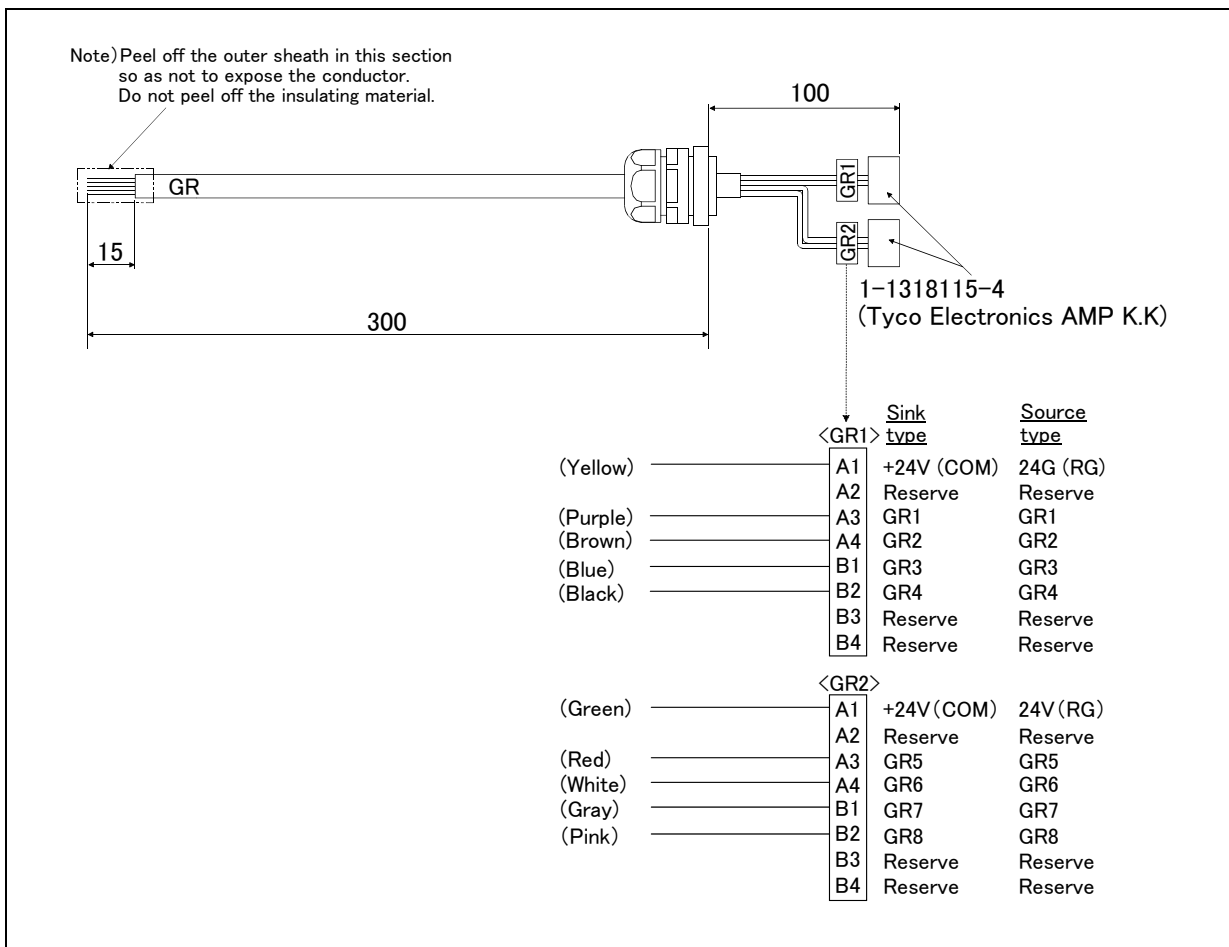 Note)Peel off the outer sheath in this section
so as not to expose the conductor.
Do not peel off the insulating material.
100
GR
GR1
GR2
15
1-1318115-4
(Tyco Electronics AMP K.K)
300
<GR1> Sink type Source type
(Yellow) A1 +24V (COM) 24G (RG)
A2 Reserve Reserve
(Purple) A3 GR1 GR1
(Brown) A4 GR2 GR2
(Blue) B1 GR3 GR3
(Black) B2 GR4 GR4
B3 Reserve Reserve
B4 Reserve Reserve
<GR2>
(Green) A1 +24V(COM) 24V(RG)
A2 Reserve Reserve
(Red) A3 GR5 GR5
(White) A4 GR6 GR6
(Gray) B1 GR7 GR7
(Pink) B2 GR8 GR8
B3 Reserve Reserve
B4 Reserve Reserve